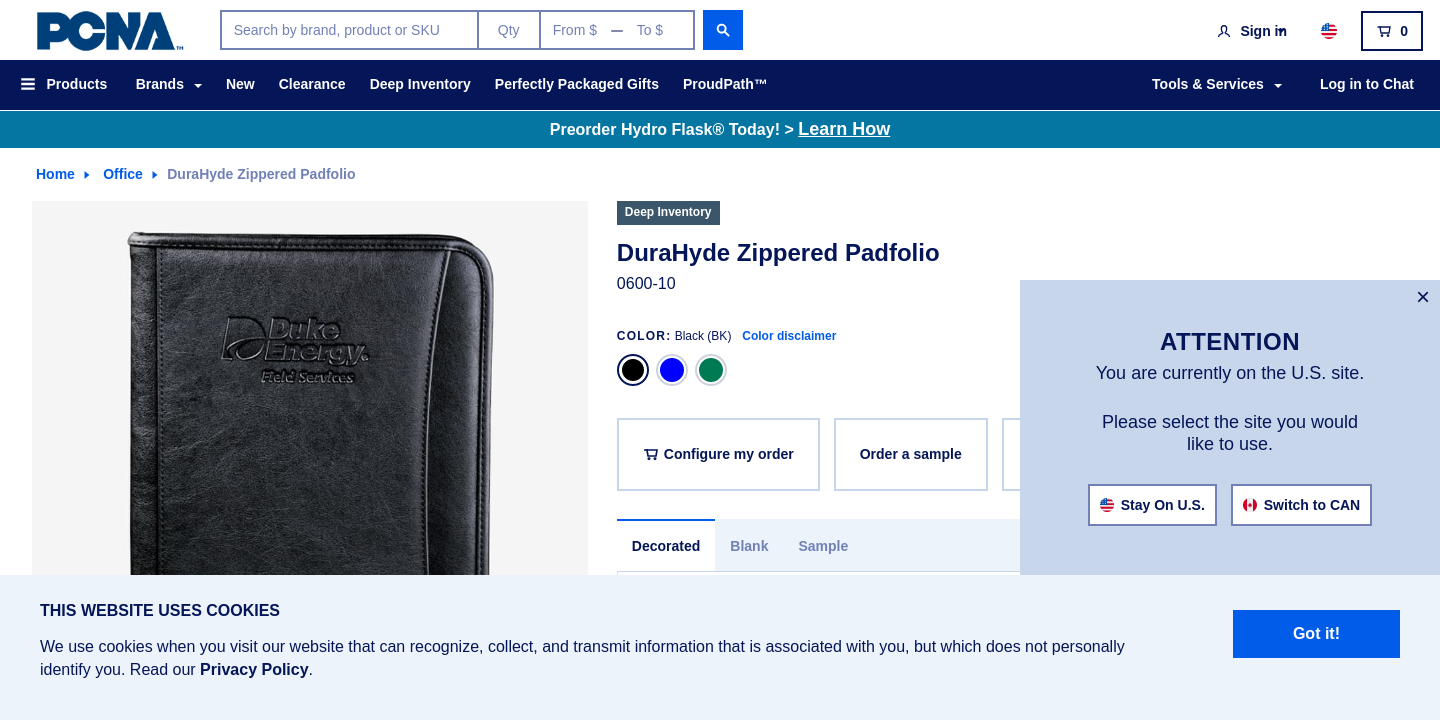 PCNA™
Search by brand, product or SKU
Qty
From $
To $
Sign in
0
Products
Brands
New
Clearance
Deep Inventory
Perfectly Packaged Gifts
ProudPath™
Tools & Services
Log in to Chat
Preorder Hydro Flask® Today! > Learn How
Home
Office
DuraHyde Zippered Padfolio
Duke
Energy®
Field Services
Deep Inventory
DuraHyde Zippered Padfolio
0600-10
COLOR: Black (BK) Color disclaimer
Configure my order
Order a sample
Decorated
Blank
Sample
×
ATTENTION
You are currently on the U.S. site.
Please select the site you would
like to use.
Stay On U.S.
Switch to CAN
THIS WEBSITE USES COOKIES
We use cookies when you visit our website that can recognize, collect, and transmit information that is associated with you, but which does not personally
identify you. Read our Privacy Policy.
Got it!